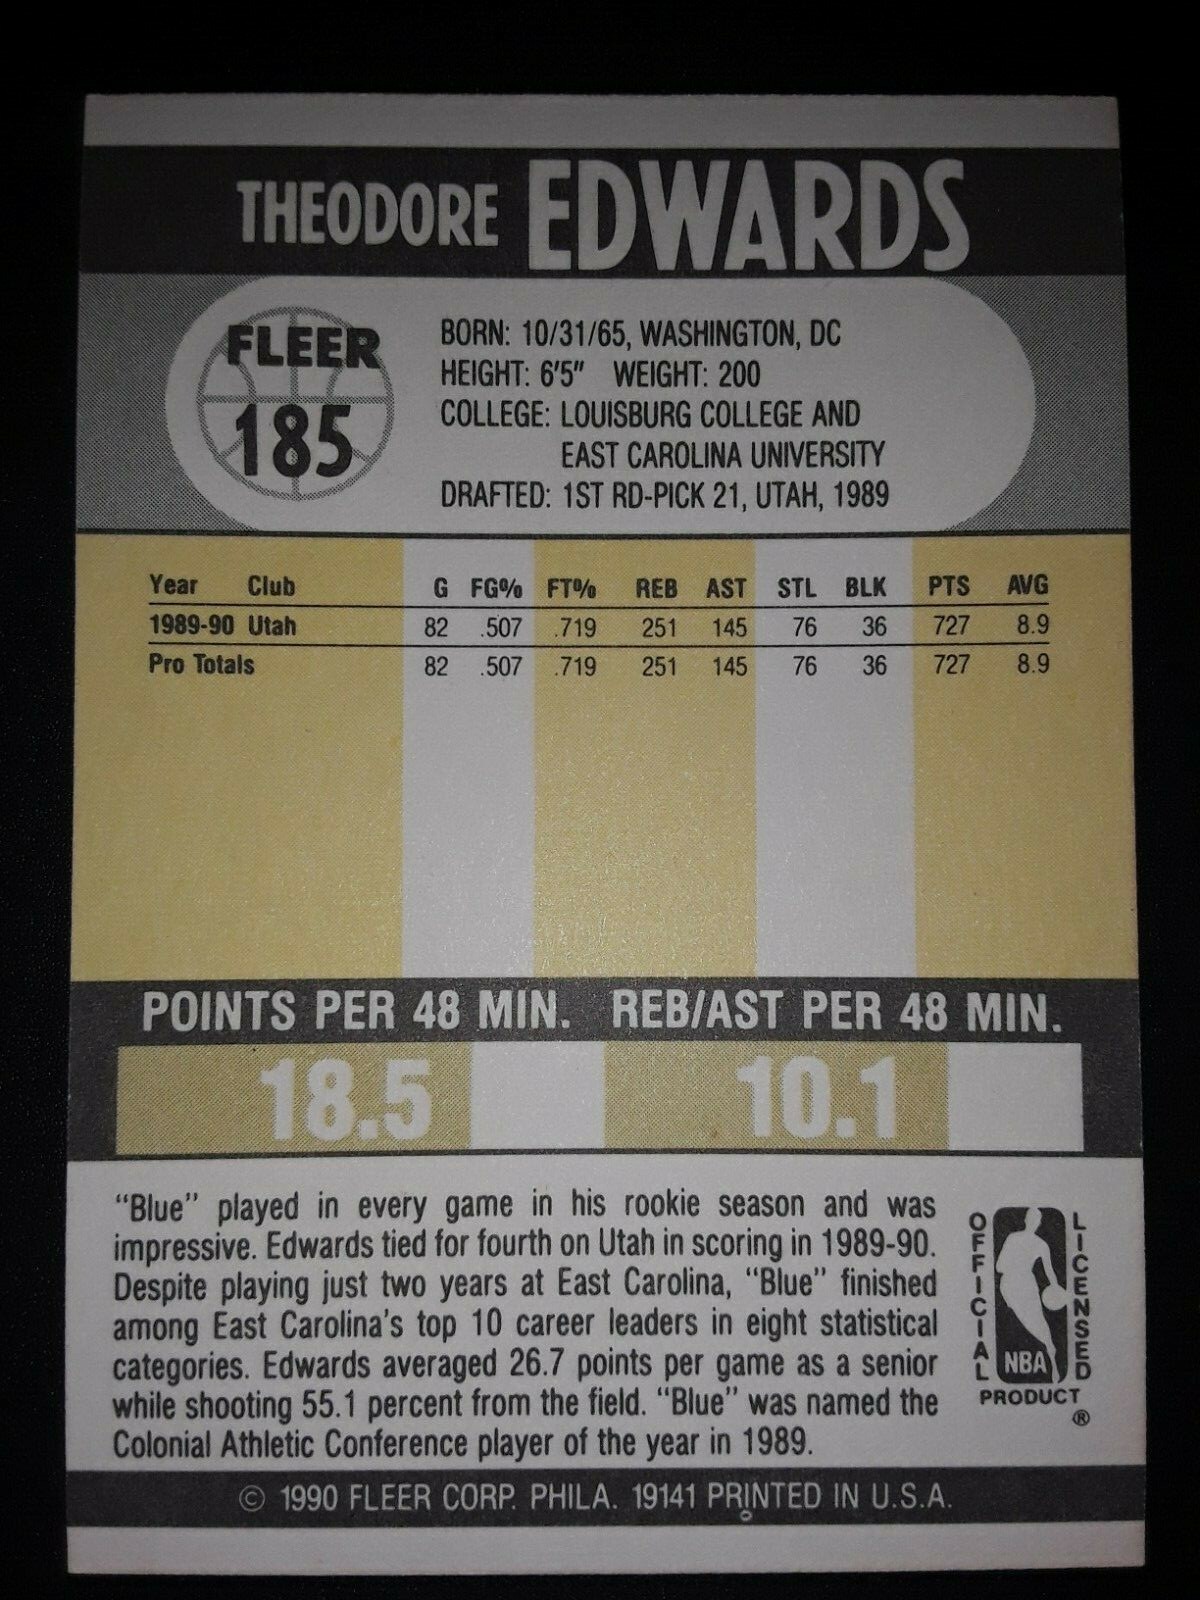 THEODORE EDWARDS
FLEER
185
BORN: 10/31/65, WASHINGTON, DC
HEIGHT: 6'5" WEIGHT: 200
COLLEGE: LOUISBURG COLLEGE AND
EAST CAROLINA UNIVERSITY
DRAFTED: 1ST RD-PICK 21, UTAH, 1989
Year Club G FG% FT% REB AST STL BLK PTS AVG
1989-90 Utah 82 .507 .719 251 145 76 36 727 8.9
Pro Totals 82 .507 .719 251 145 76 36 727 8.9
POINTS PER 48 MIN. REB/AST PER 48 MIN.
18.5 10.1
"Blue" played in every game in his rookie season and was
impressive. Edwards tied for fourth on Utah in scoring in 1989-90.
Despite playing just two years at East Carolina, "Blue" finished
among East Carolina's top 10 career leaders in eight statistical
categories. Edwards averaged 26.7 points per game as a senior
while shooting 55.1 percent from the field. "Blue" was named the
Colonial Athletic Conference player of the year in 1989.
OFFICIAL
NBA
LICENSED
PRODUCT
®
© 1990 FLEER CORP. PHILA. 19141 PRINTED IN U.S.A.